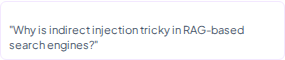 "Why is indirect injection tricky in RAG-based
search engines?"